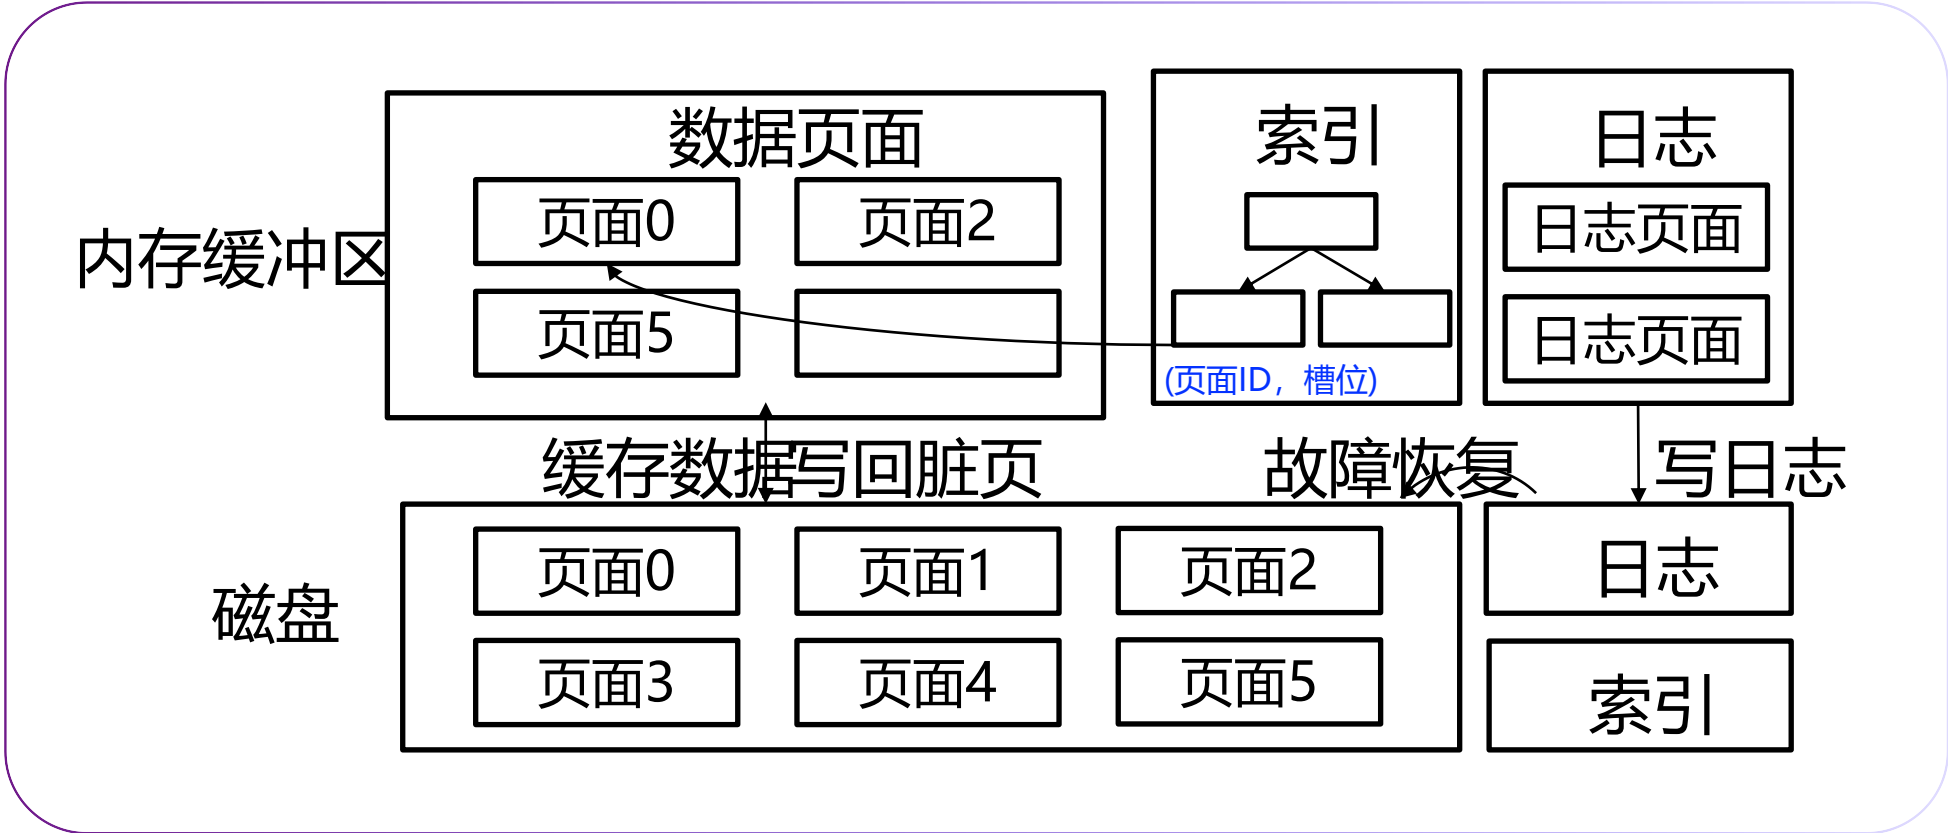 数据页面
索引
日志
页面0
页面2
日志页面
内存缓冲区
页面5
日志页面
(页面ID，槽位)
缓存数据
写回脏页
故障恢复
写日志
页面0
页面1
页面2
日志
磁盘
页面3
页面4
页面5
索引